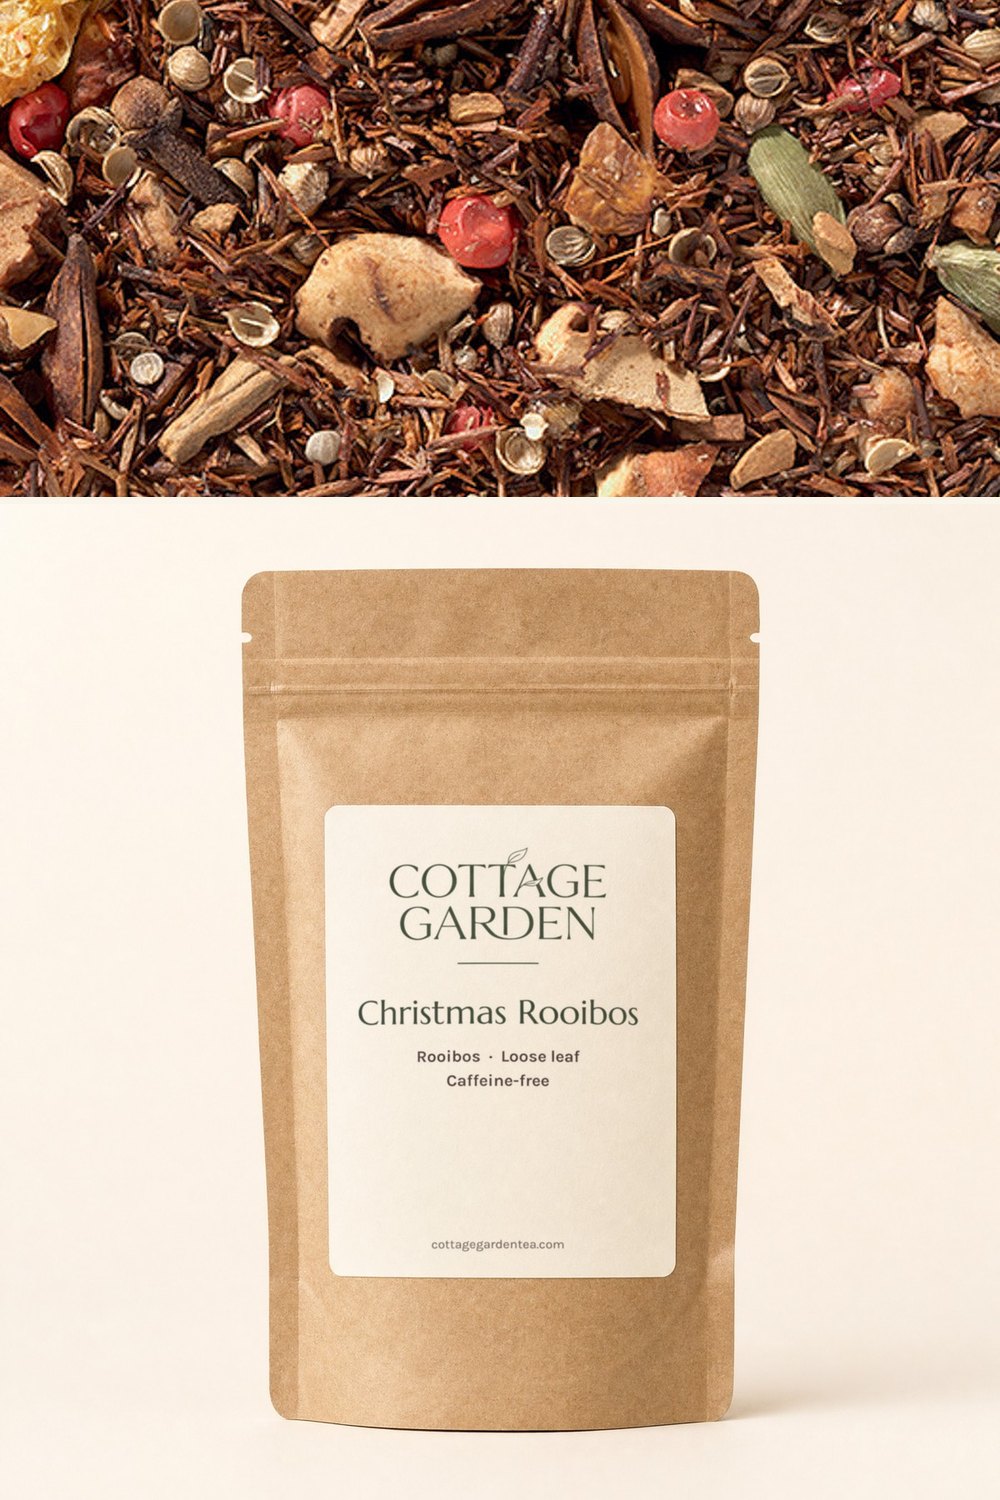 COTTAGE
GARDEN
Christmas Rooibos
Rooibos · Loose leaf
Caffeine-free
cottagegardentea.com